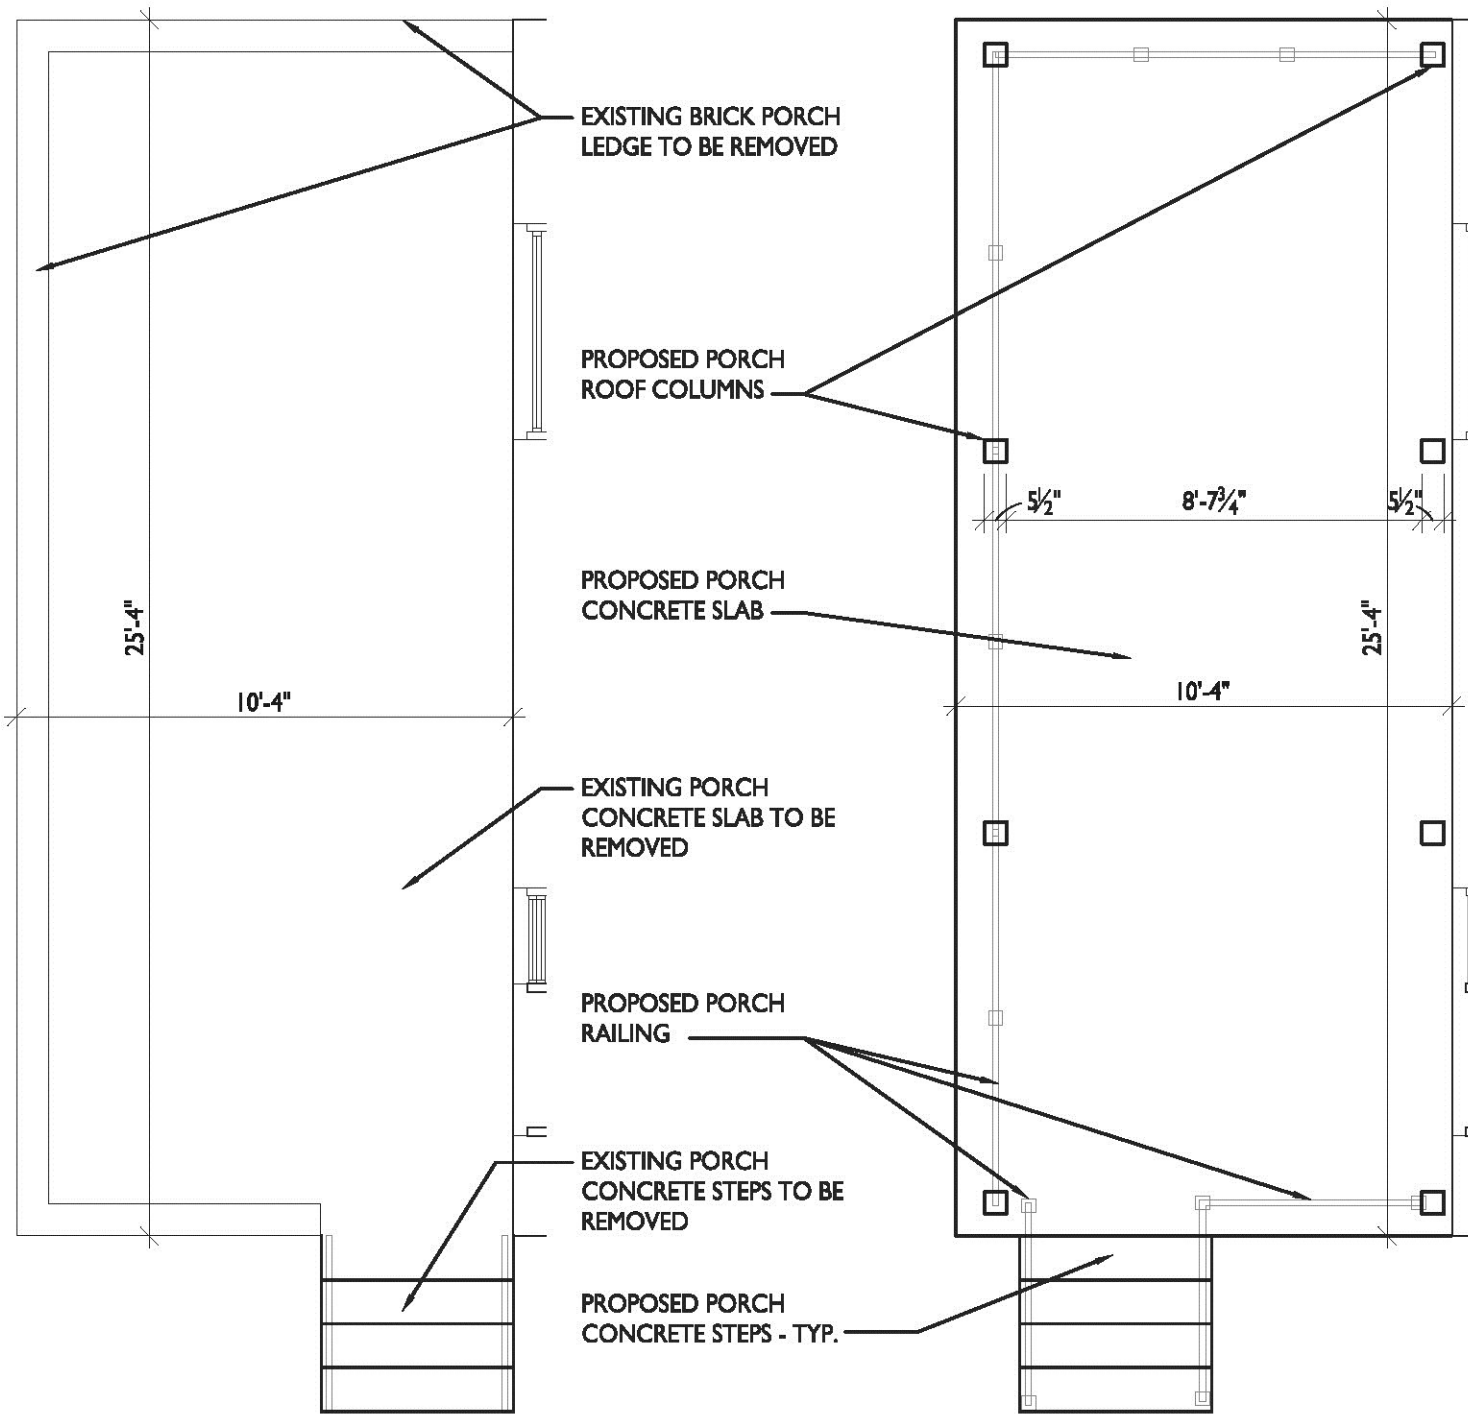 EXISTING BRICK PORCH
LEDGE TO BE REMOVED
PROPOSED PORCH
ROOF COLUMNS
5½"
8'-7¾"
5½"
PROPOSED PORCH
CONCRETE SLAB
25'-4"
25'-4"
10'-4"
10'-4"
EXISTING PORCH
CONCRETE SLAB TO BE
REMOVED
PROPOSED PORCH
RAILING
EXISTING PORCH
CONCRETE STEPS TO BE
REMOVED
PROPOSED PORCH
CONCRETE STEPS - TYP.